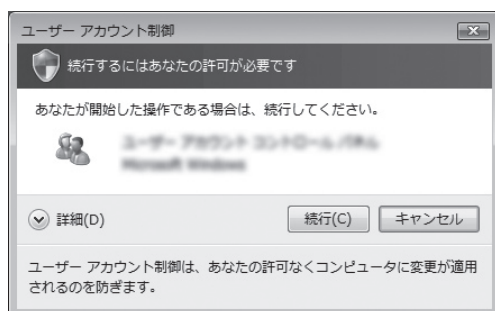 ユーザー アカウント制御
続行するにはあなたの許可が必要です
あなたが開始した操作である場合は、続行してください。
詳細(D)
続行(C)
キャンセル
ユーザー アカウント制御は、あなたの許可なくコンピュータに変更が適用
されるのを防ぎます。